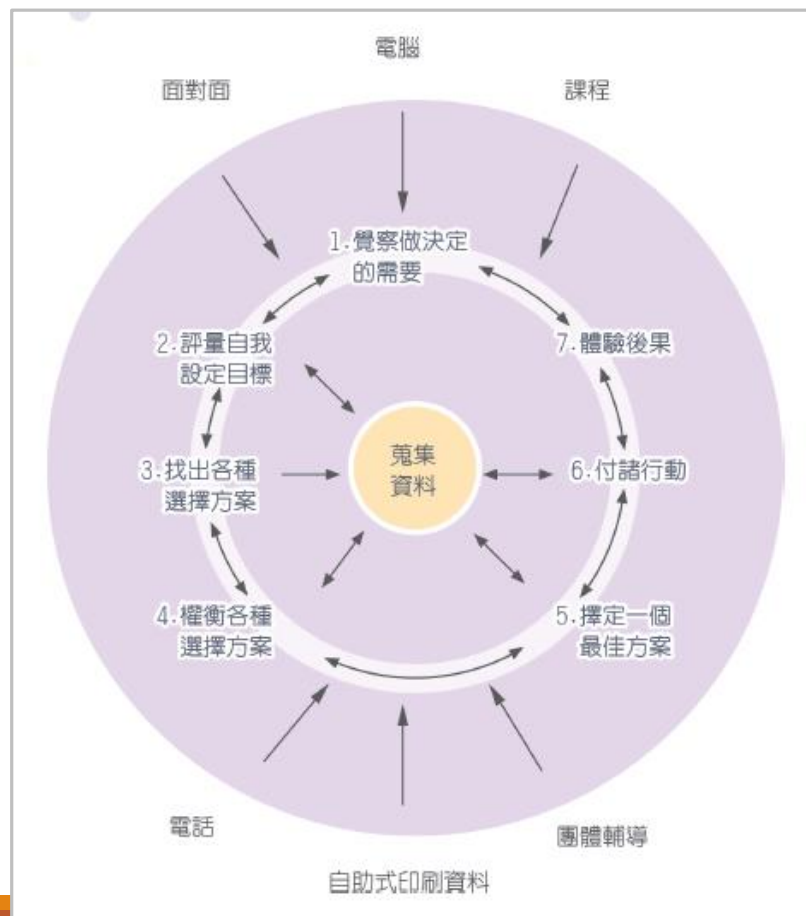 電腦
面對面
課程
1.覺察做決定
的需要
2.評量自我
設定目標
7.體驗後果
蒐集
資料
3.找出各種
選擇方案
6.付諸行動
4.權衡各種
選擇方案
5.擇定一個
最佳方案
電話
團體輔導
自助式印刷資料